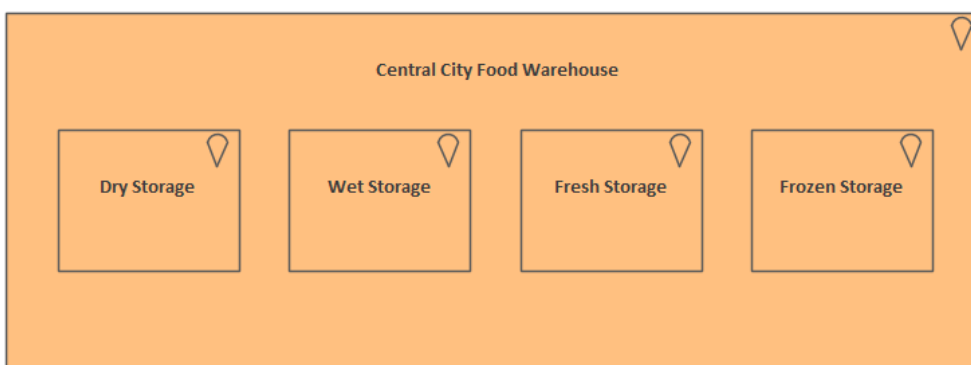 Central City Food Warehouse
Dry Storage
Wet Storage
Fresh Storage
Frozen Storage